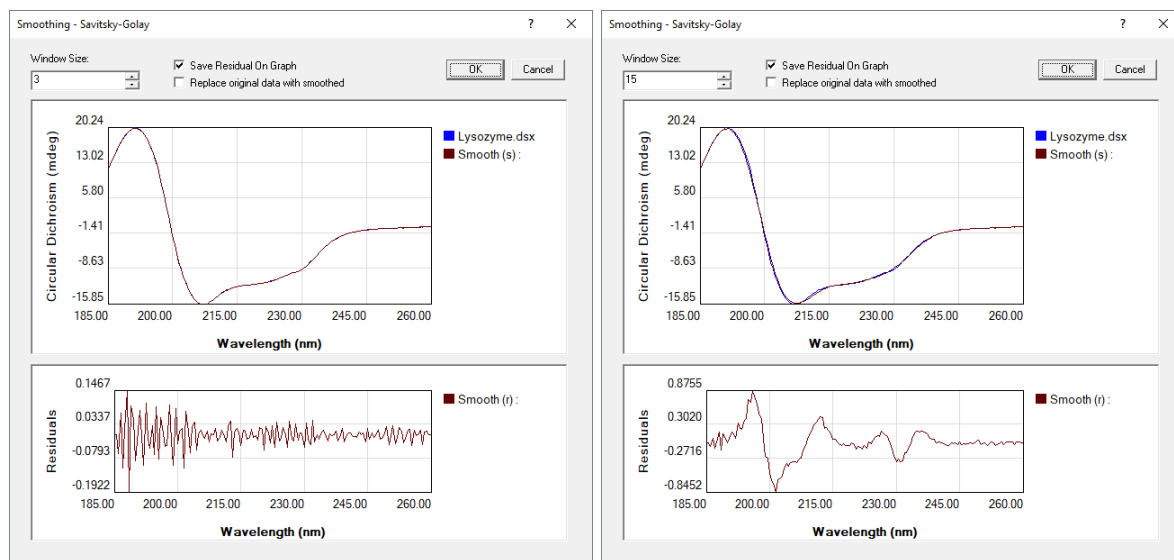 Smoothing - Savitsky-Golay ? ×
Window Size:
3
Save Residual On Graph
Replace original data with smoothed
OK
Cancel
Circular Dichroism (mdeg)
20.24
13.02
5.80
-1.41
-8.63
-15.85
185.00 200.00 215.00 230.00 245.00 260.00
Wavelength (nm)
Lysozyme.dsx
Smooth (s) :
Residuals
0.1467
0.0337
-0.0793
-0.1922
185.00 200.00 215.00 230.00 245.00 260.00
Wavelength (nm)
Smooth (r) :
Smoothing - Savitsky-Golay ? ×
Window Size:
15
Save Residual On Graph
Replace original data with smoothed
OK
Cancel
Circular Dichroism (mdeg)
20.24
13.02
5.80
-1.41
-8.63
-15.85
185.00 200.00 215.00 230.00 245.00 260.00
Wavelength (nm)
Lysozyme.dsx
Smooth (s) :
Residuals
0.8755
0.3020
-0.2716
-0.8452
185.00 200.00 215.00 230.00 245.00 260.00
Wavelength (nm)
Smooth (r) :